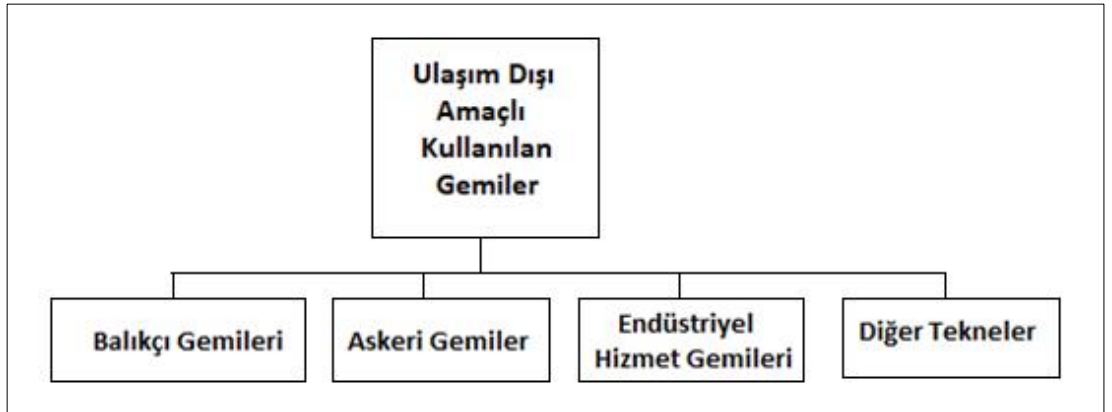 Ulaşım Dışı
Amaçlı
Kullanılan
Gemiler
Balıkçı Gemileri
Askeri Gemiler
Endüstriyel
Hizmet Gemileri
Diğer Tekneler